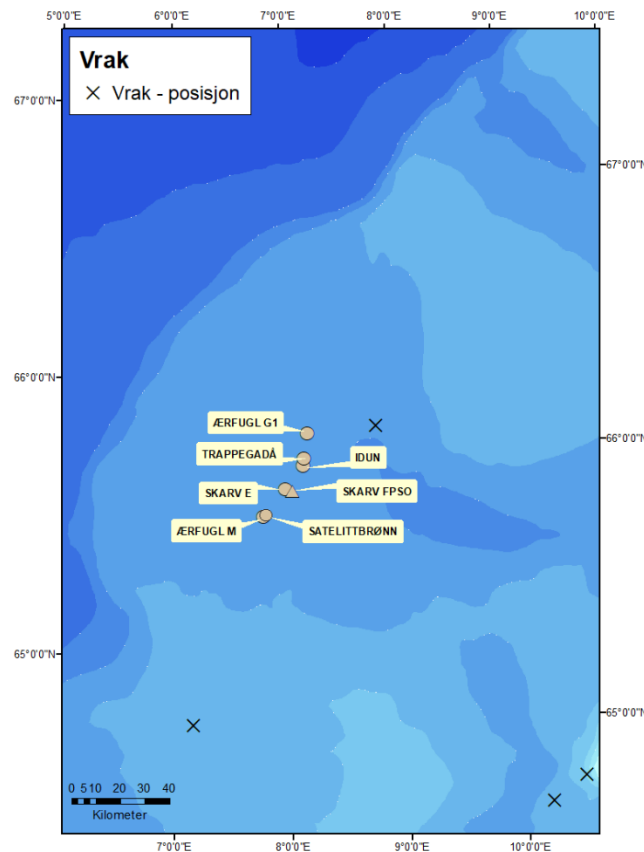 5°0'0"E 6°0'0"E 7°0'0"E 8°0'0"E 9°0'0"E 10°0'0"E
Vrak
Vrak - posisjon
67°0'0"N
67°0'0"N
66°0'0"N
66°0'0"N
ÆRFUGL G1
TRAPPEGADÅ
IDUN
SKARV E
SKARV FPSO
ÆRFUGL M
SATELITTBRØNN
65°0'0"N
65°0'0"N
0 5 10 20 30 40
Kilometer
7°0'0"E 8°0'0"E 9°0'0"E 10°0'0"E